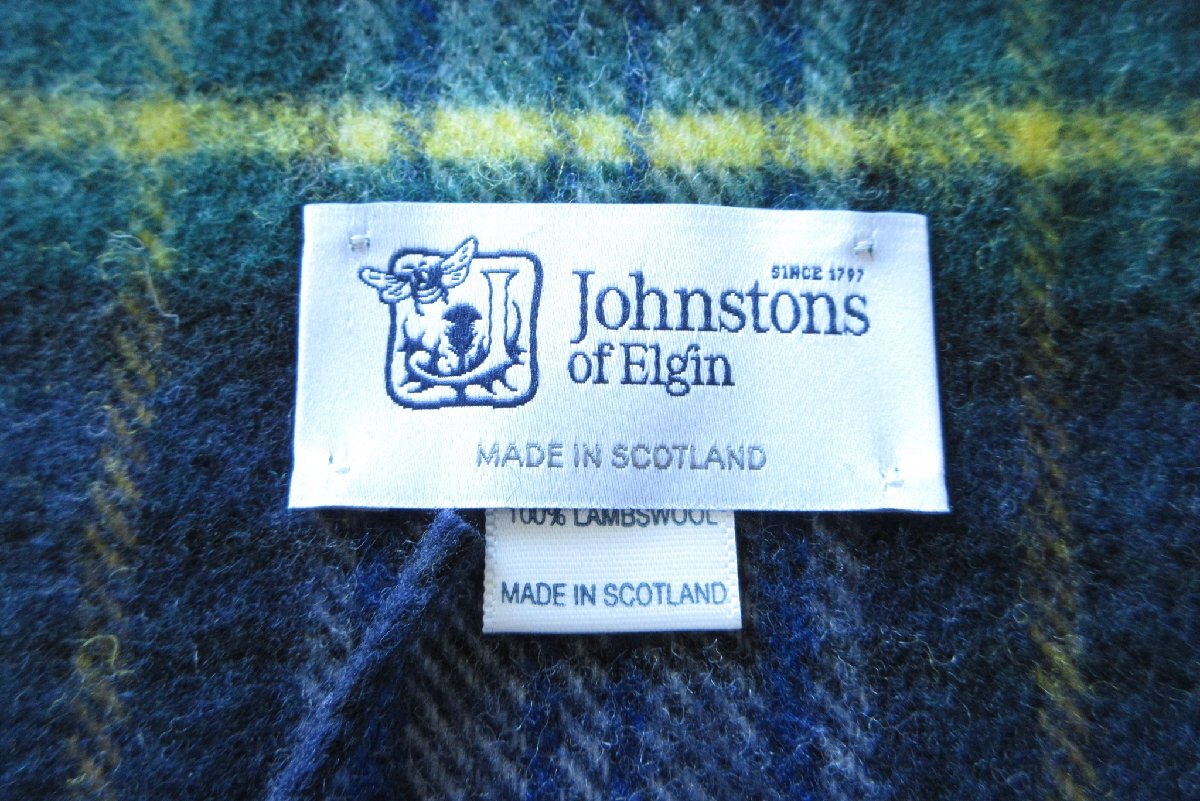 SINCE 1797
Johnstons
of Elgin
MADE IN SCOTLAND
100% LAMBSWOOL
MADE IN SCOTLAND